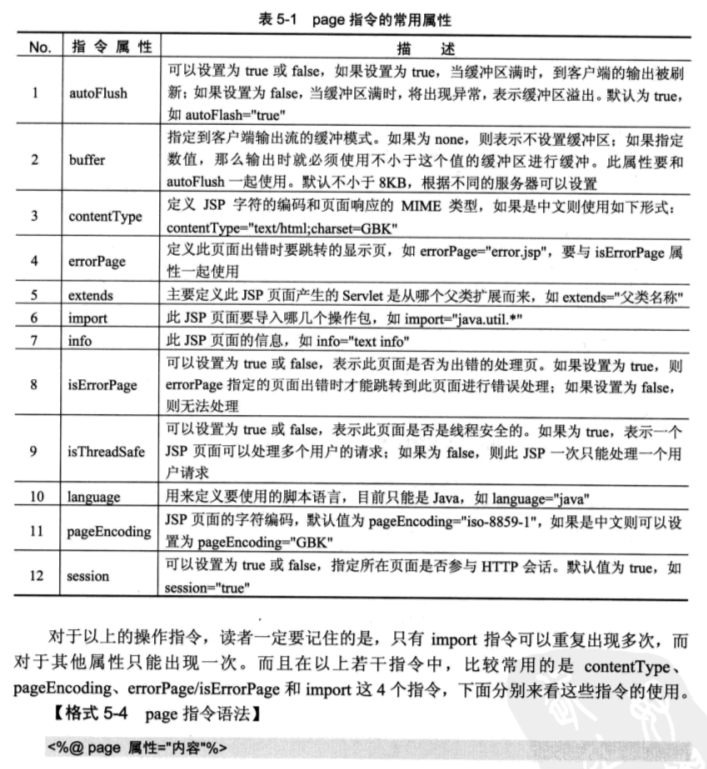 表 5-1 page 指令的常用属性
No. 指 令 属 性 描 述
1 autoFlush 可以设置为 true 或 false，如果设置为 true，当缓冲区满时，到客户端的输出被刷
新；如果设置为 false，当缓冲区满时，将出现异常，表示缓冲区溢出。默认为 true，
如 autoFlash="true"
2 buffer 指定到客户端输出流的缓冲模式。如果为 none，则表示不设置缓冲区；如果指定
数值，那么输出时就必须使用不小于这个值的缓冲区进行缓冲。此属性要和
autoFlush 一起使用。默认不小于 8KB，根据不同的服务器可以设置
3 contentType 定义 JSP 字符的编码和页面响应的 MIME 类型，如果是中文则使用如下形式：
contentType="text/html;charset=GBK"
4 errorPage 定义此页面出错时要跳转的显示页，如 errorPage="error.jsp"，要与 isErrorPage 属
性一起使用
5 extends 主要定义此 JSP 页面产生的 Servlet 是从哪个父类扩展而来，如 extends="父类名称"
6 import 此 JSP 页面要导入哪几个操作包，如 import="java.util.*"
7 info 此 JSP 页面的信息，如 info="text info"
8 isErrorPage 可以设置为 true 或 false，表示此页面是否为出错的处理页。如果设置为 true，则
errorPage 指定的页面出错时才能跳转到此页面进行错误处理；如果设置为 false，
则无法处理
9 isThreadSafe 可以设置为 true 或 false，表示此页面是否是线程安全的。如果为 true，表示一个
JSP 页面可以处理多个用户的请求；如果为 false，则此 JSP 一次只能处理一个用
户请求
10 language 用来定义要使用的脚本语言，目前只能是 Java，如 language="java"
11 pageEncoding JSP 页面的字符编码，默认值为 pageEncoding="iso-8859-1"，如果是中文则可以设
置为 pageEncoding="GBK"
12 session 可以设置为 true 或 false，指定所在页面是否参与 HTTP 会话。默认值为 true，如
session="true"
对于以上的操作指令，读者一定要记住的是，只有 import 指令可以重复出现多次，而
对于其他属性只能出现一次。而且在以上若干指令中，比较常用的是 contentType、
pageEncoding、errorPage/isErrorPage 和 import 这 4 个指令，下面分别来看这些指令的使用。
【格式 5-4 page 指令语法】
<%@ page 属性="内容"%>